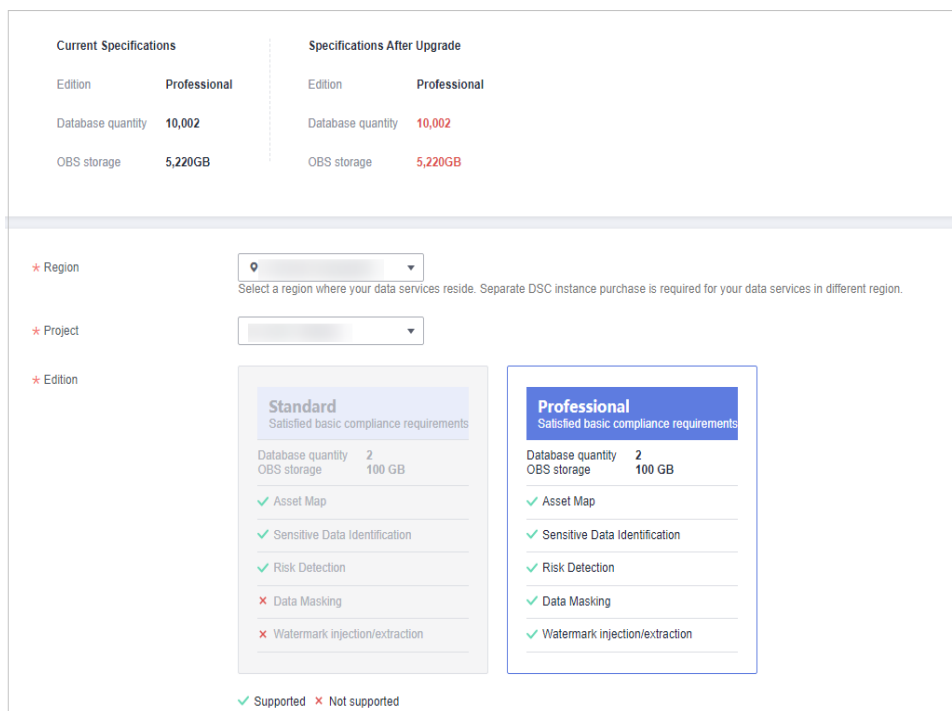 Current Specifications
Edition Professional
Database quantity 10,002
OBS storage 5,220GB
Specifications After Upgrade
Edition Professional
Database quantity 10,002
OBS storage 5,220GB
* Region
Select a region where your data services reside. Separate DSC instance purchase is required for your data services in different region.
* Project
* Edition
Standard
Satisfied basic compliance requirements
Database quantity 2
OBS storage 100 GB
Asset Map
Sensitive Data Identification
Risk Detection
Data Masking
Watermark injection/extraction
Professional
Satisfied basic compliance requirements
Database quantity 2
OBS storage 100 GB
Asset Map
Sensitive Data Identification
Risk Detection
Data Masking
Watermark injection/extraction
Supported Not supported